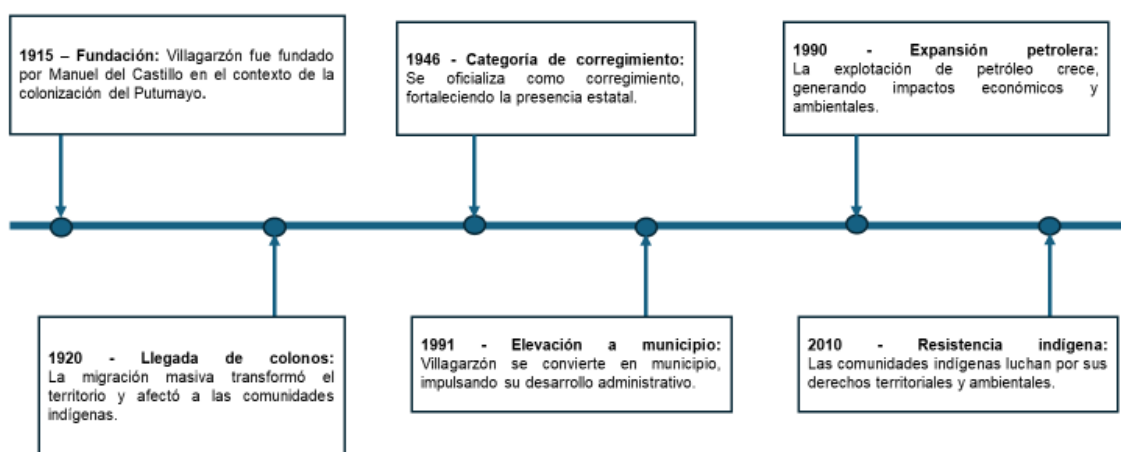 1915 – Fundación: Villagarzón fue fundado
por Manuel del Castillo en el contexto de la
colonización del Putumayo.
1946 - Categoría de corregimiento:
Se oficializa como corregimiento,
fortaleciendo la presencia estatal.
1990 - Expansión petrolera:
La explotación de petróleo crece,
generando impactos económicos y
ambientales.
1920 - Llegada de colonos:
La migración masiva transformó el
territorio y afectó a las comunidades
indígenas.
1991 - Elevación a municipio:
Villagarzón se convierte en municipio,
impulsando su desarrollo administrativo.
2010 - Resistencia indígena:
Las comunidades indígenas luchan por sus
derechos territoriales y ambientales.